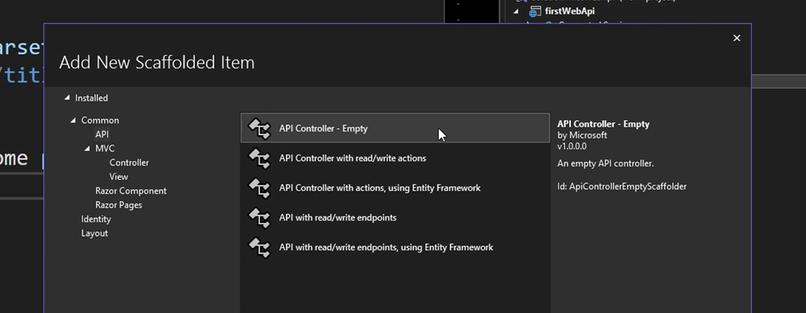 firstWebApi
Add New Scaffolded Item
Installed
Common
API
MVC
Controller
View
Razor Component
Razor Pages
Identity
Layout
API Controller - Empty
API Controller with read/write actions
API Controller with actions, using Entity Framework
API with read/write endpoints
API with read/write endpoints, using Entity Framework
API Controller - Empty
by Microsoft
v1.0.0.0
An empty API controller.
Id: ApiControllerEmptyScaffolder
arset
/titl
ome p